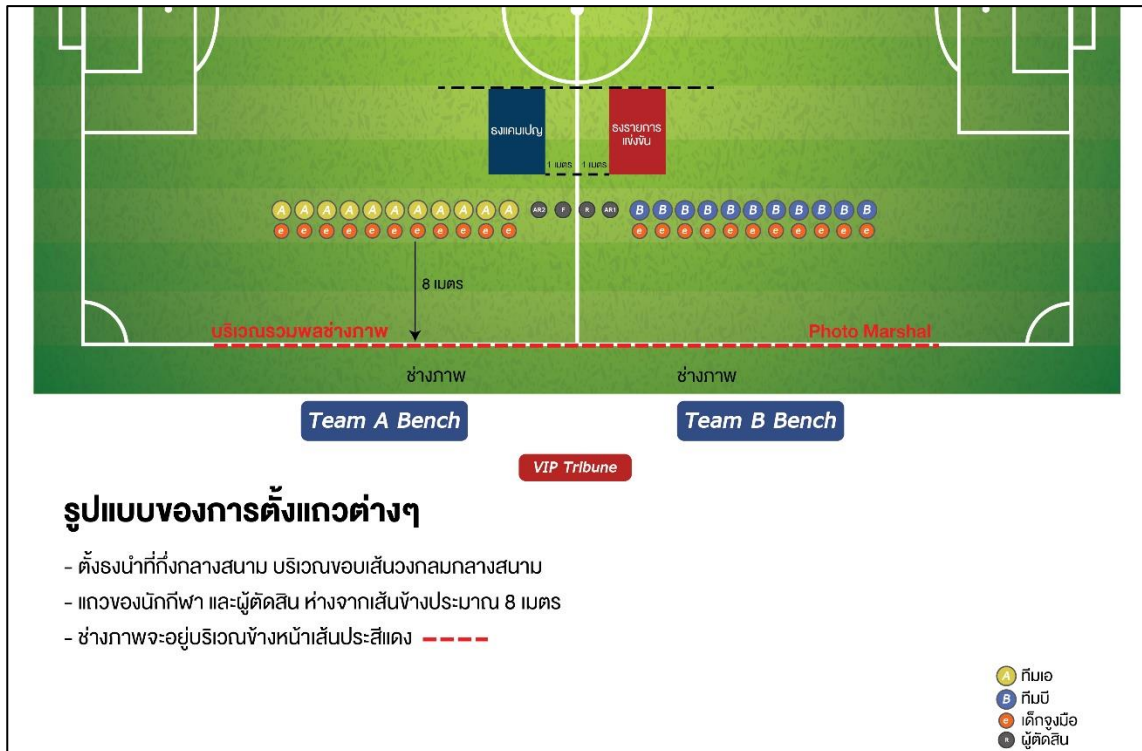 ธงแคมเปญ
ธงรายการ
แข่งขัน
1 เมตร 1 เมตร
A A A A A A A A A A A AR2 F R AR1 B B B B B B B B B B B
e e e e e e e e e e e e e e e e e e e e e e
8 เมตร
บริเวณรวมพลช่างภาพ Photo Marshal
ช่างภาพ ช่างภาพ
Team A Bench Team B Bench
VIP Tribune
รูปแบบของการตั้งแถวต่างๆ
- ตั้งธงนำที่กึ่งกลางสนาม บริเวณขอบเส้นวงกลมกลางสนาม
- แถวของนักกีฬา และผู้ตัดสิน ห่างจากเส้นข้างประมาณ 8 เมตร
- ช่างภาพจะอยู่บริเวณข้างหน้าเส้นประสีแดง
A ทีมเอ
B ทีมบี
e เด็กจูงมือ
R ผู้ตัดสิน